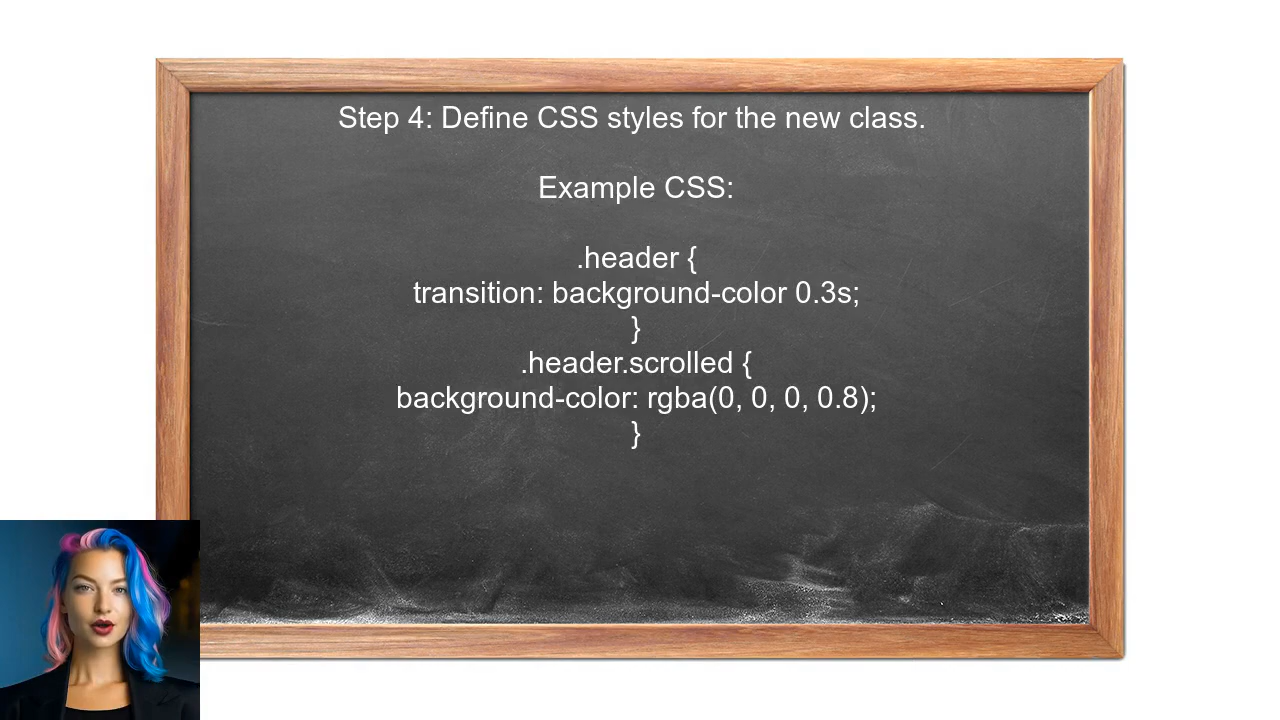 Step 4: Define CSS styles for the new class.
Example CSS:
.header {
transition: background-color 0.3s;
}
.header.scrolled {
background-color: rgba(0, 0, 0, 0.8);
}